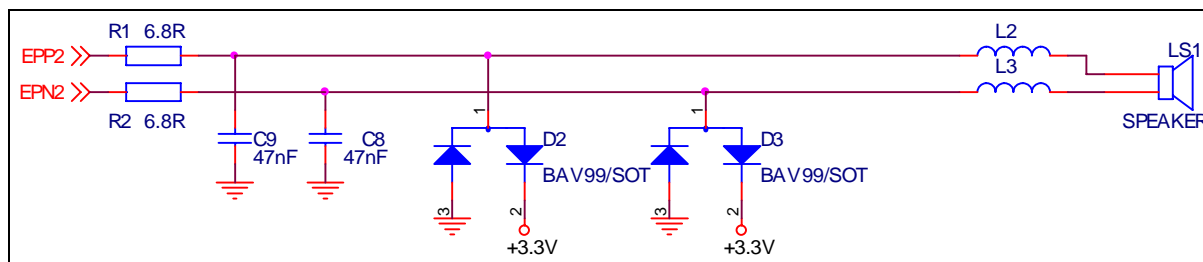 R1 6.8R
L2
LS1
EPP2
L3
EPN2
R2 6.8R
SPEAKER
1
1
C9
47nF
C8
47nF
D2
BAV99/SOT
D3
BAV99/SOT
3
2
3
2
+3.3V
+3.3V